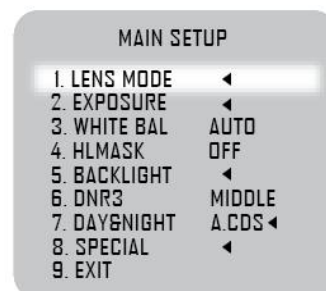 MAIN SETUP
1. LENS MODE ◄
2. EXPOSURE ◄
3. WHITE BAL AUTO
4. HLMASK OFF
5. BACKLIGHT ◄
6. DNR3 MIDDLE
7. DAY&NIGHT A.CDS◄
8. SPECIAL ◄
9. EXIT